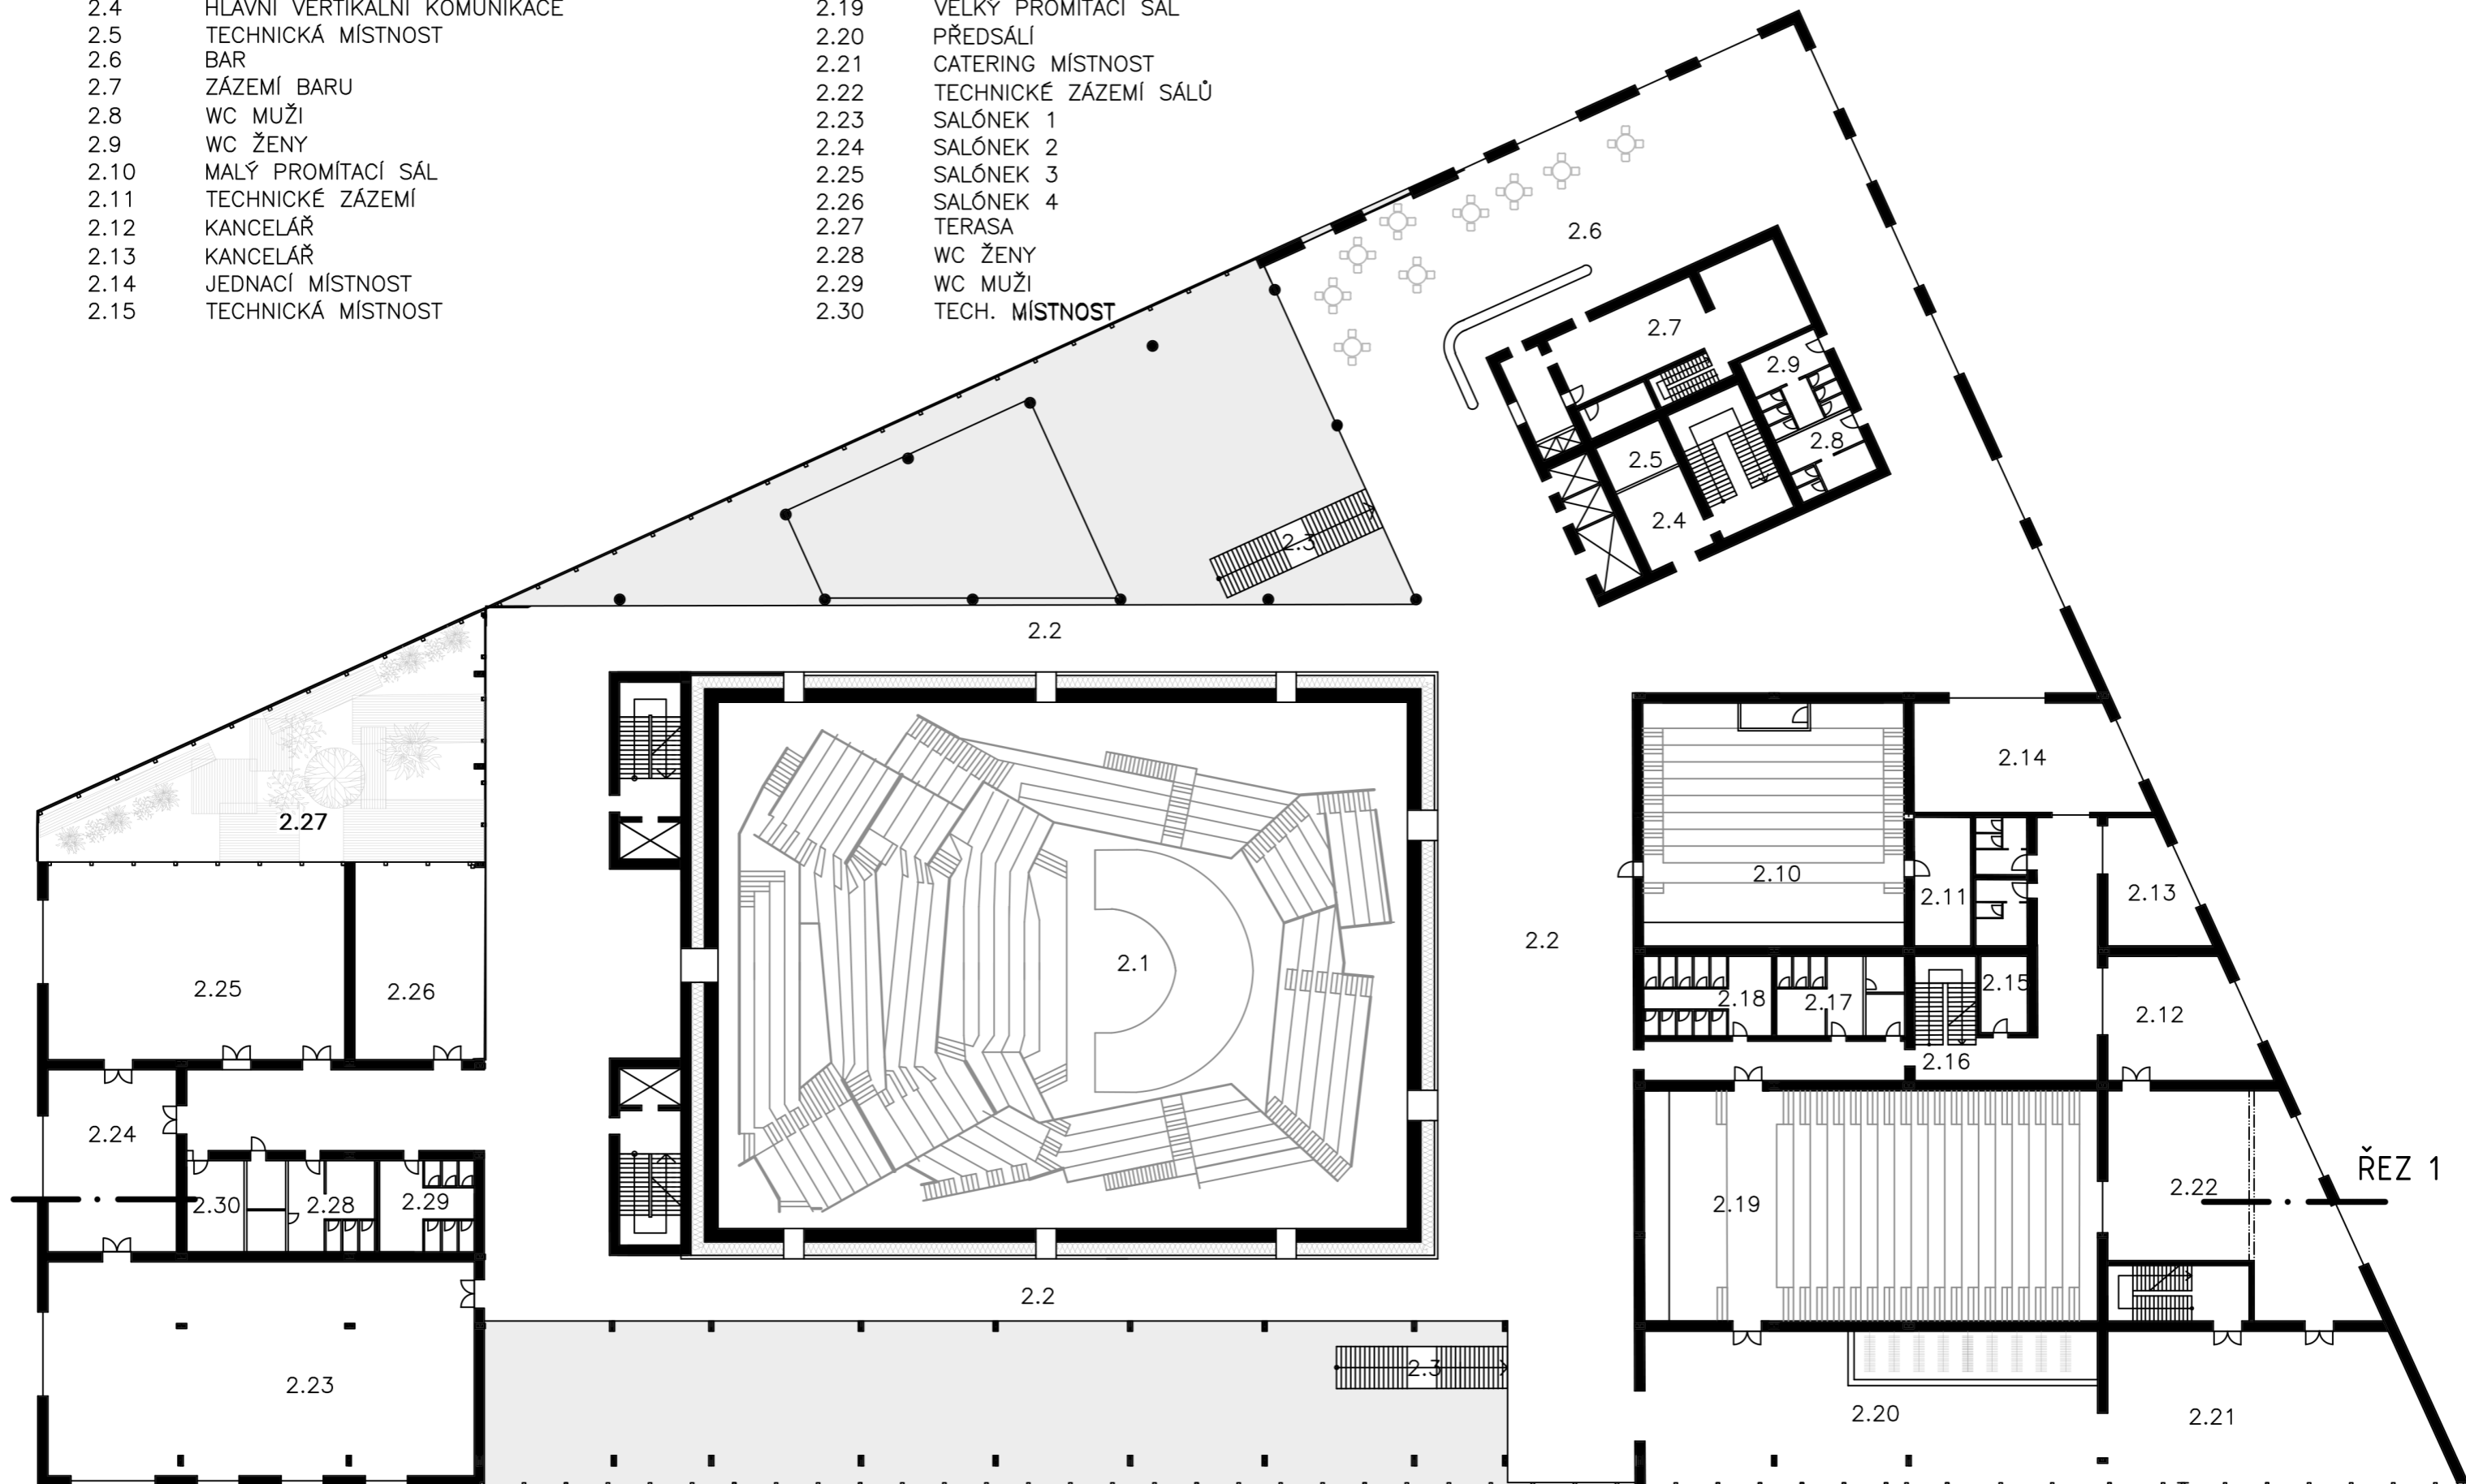 2.4 HLAVNÍ VERTIKÁLNÍ KOMUNIKACE
2.5 TECHNICKÁ MÍSTNOST
2.6 BAR
2.7 ZÁZEMÍ BARU
2.8 WC MUŽI
2.9 WC ŽENY
2.10 MALÝ PROMÍTACÍ SÁL
2.11 TECHNICKÉ ZÁZEMÍ
2.12 KANCELÁŘ
2.13 KANCELÁŘ
2.14 JEDNACÍ MÍSTNOST
2.15 TECHNICKÁ MÍSTNOST
2.19 VELKÝ PROMÍTACÍ SÁL
2.20 PŘEDSÁLÍ
2.21 CATERING MÍSTNOST
2.22 TECHNICKÉ ZÁZEMÍ SÁLŮ
2.23 SALÓNEK 1
2.24 SALÓNEK 2
2.25 SALÓNEK 3
2.26 SALÓNEK 4
2.27 TERASA
2.28 WC ŽENY
2.29 WC MUŽI
2.30 TECH. MÍSTNOST
2.6
2.7
2.9
2.8
2.5
2.4
2.3
2.2
2.14
2.27
2.10
2.11
2.13
2.2
2.1
2.25
2.26
2.18
2.17
2.15
2.12
2.16
2.24
ŘEZ 1
2.30
2.28
2.29
2.19
2.22
2.2
2.3
2.23
2.20
2.21